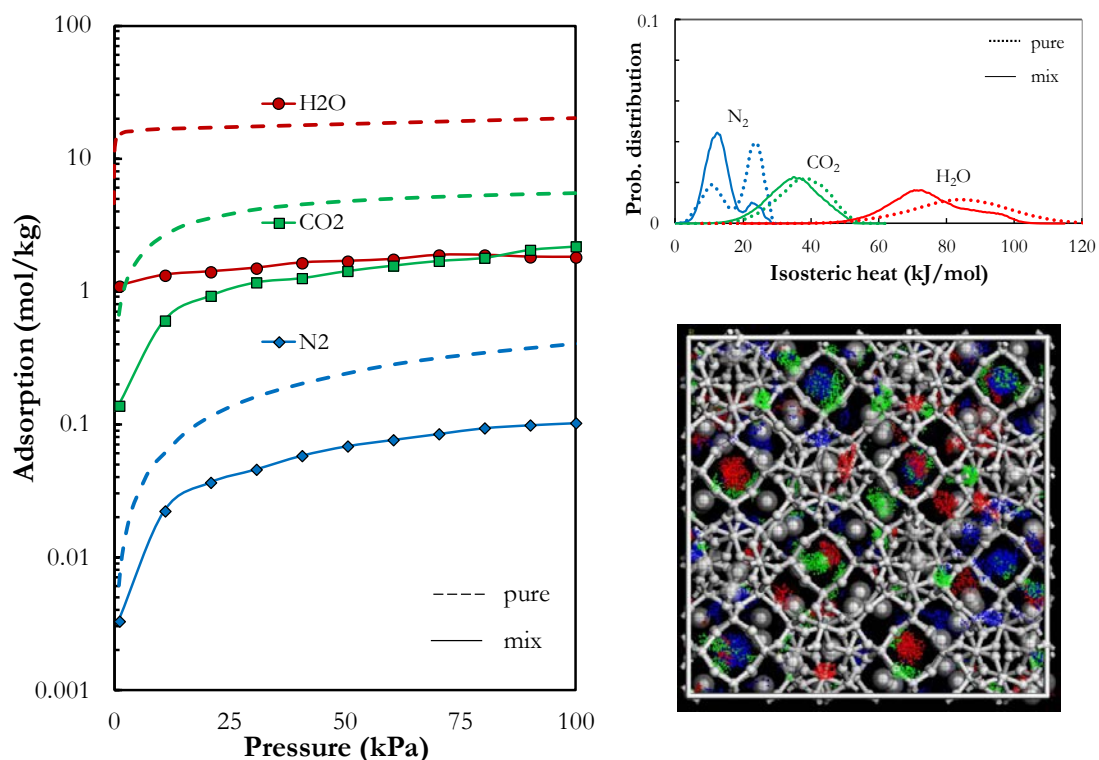 100
10
1
0.1
0.01
0.001
Adsorption (mol/kg)
H2O
CO2
N2
pure
mix
0 25 50 75 100
Pressure (kPa)
0.1
0
Prob. distribution
pure
mix
N₂
CO₂
H₂O
0 20 40 60 80 100 120
Isosteric heat (kJ/mol)